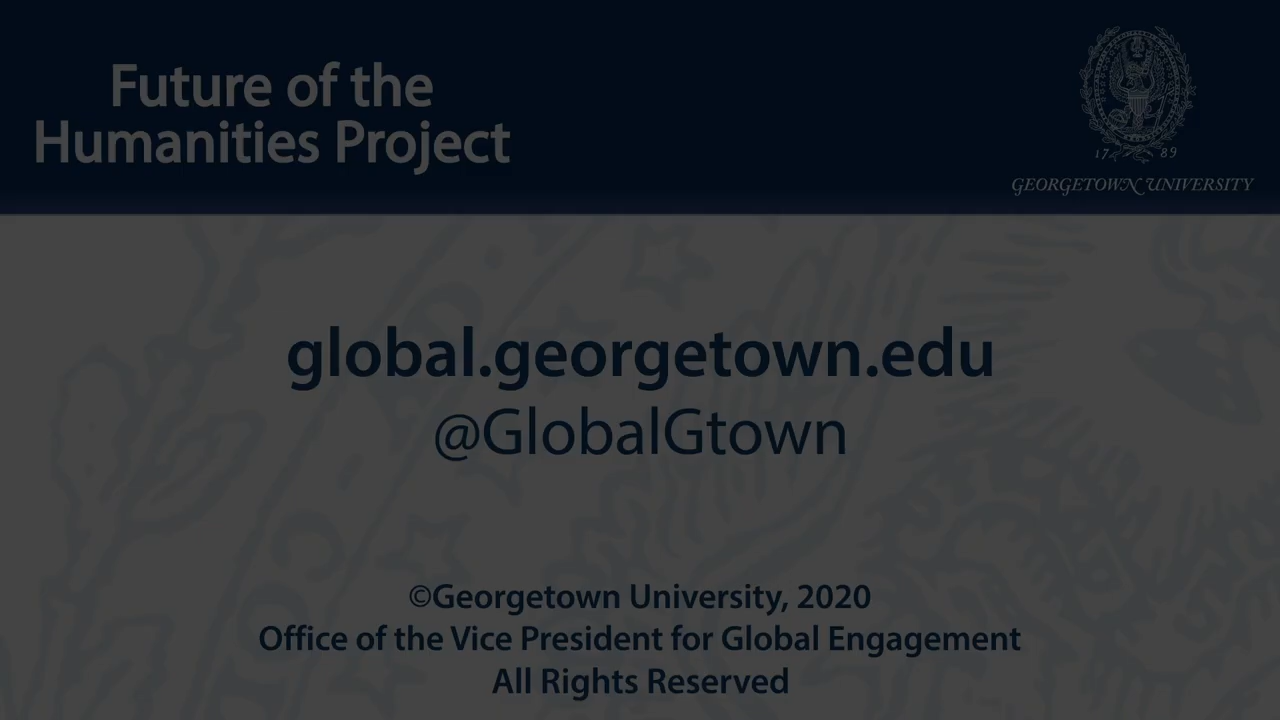 Future of the
Humanities Project
17 89
GEORGETOWN UNIVERSITY
global.georgetown.edu
@GlobalGtown
©Georgetown University, 2020
Office of the Vice President for Global Engagement
All Rights Reserved